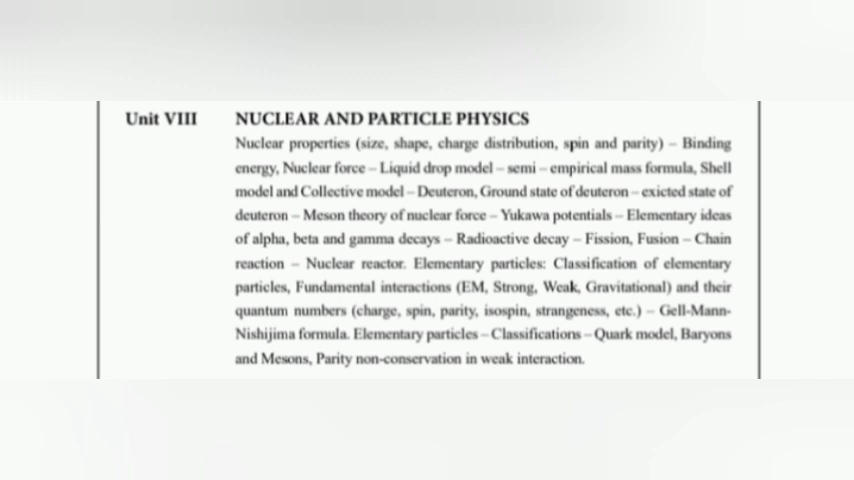 Unit VIII NUCLEAR AND PARTICLE PHYSICS
Nuclear properties (size, shape, charge distribution, spin and parity) – Binding
energy, Nuclear force – Liquid drop model – semi – empirical mass formula, Shell
model and Collective model – Deuteron, Ground state of deuteron – exicted state of
deuteron – Meson theory of nuclear force – Yukawa potentials – Elementary ideas
of alpha, beta and gamma decays – Radioactive decay – Fission, Fusion – Chain
reaction – Nuclear reactor. Elementary particles: Classification of elementary
particles, Fundamental interactions (EM, Strong, Weak, Gravitational) and their
quantum numbers (charge, spin, parity, isospin, strangeness, etc.) – Gell-Mann-
Nishijima formula. Elementary particles – Classifications – Quark model, Baryons
and Mesons, Parity non-conservation in weak interaction.